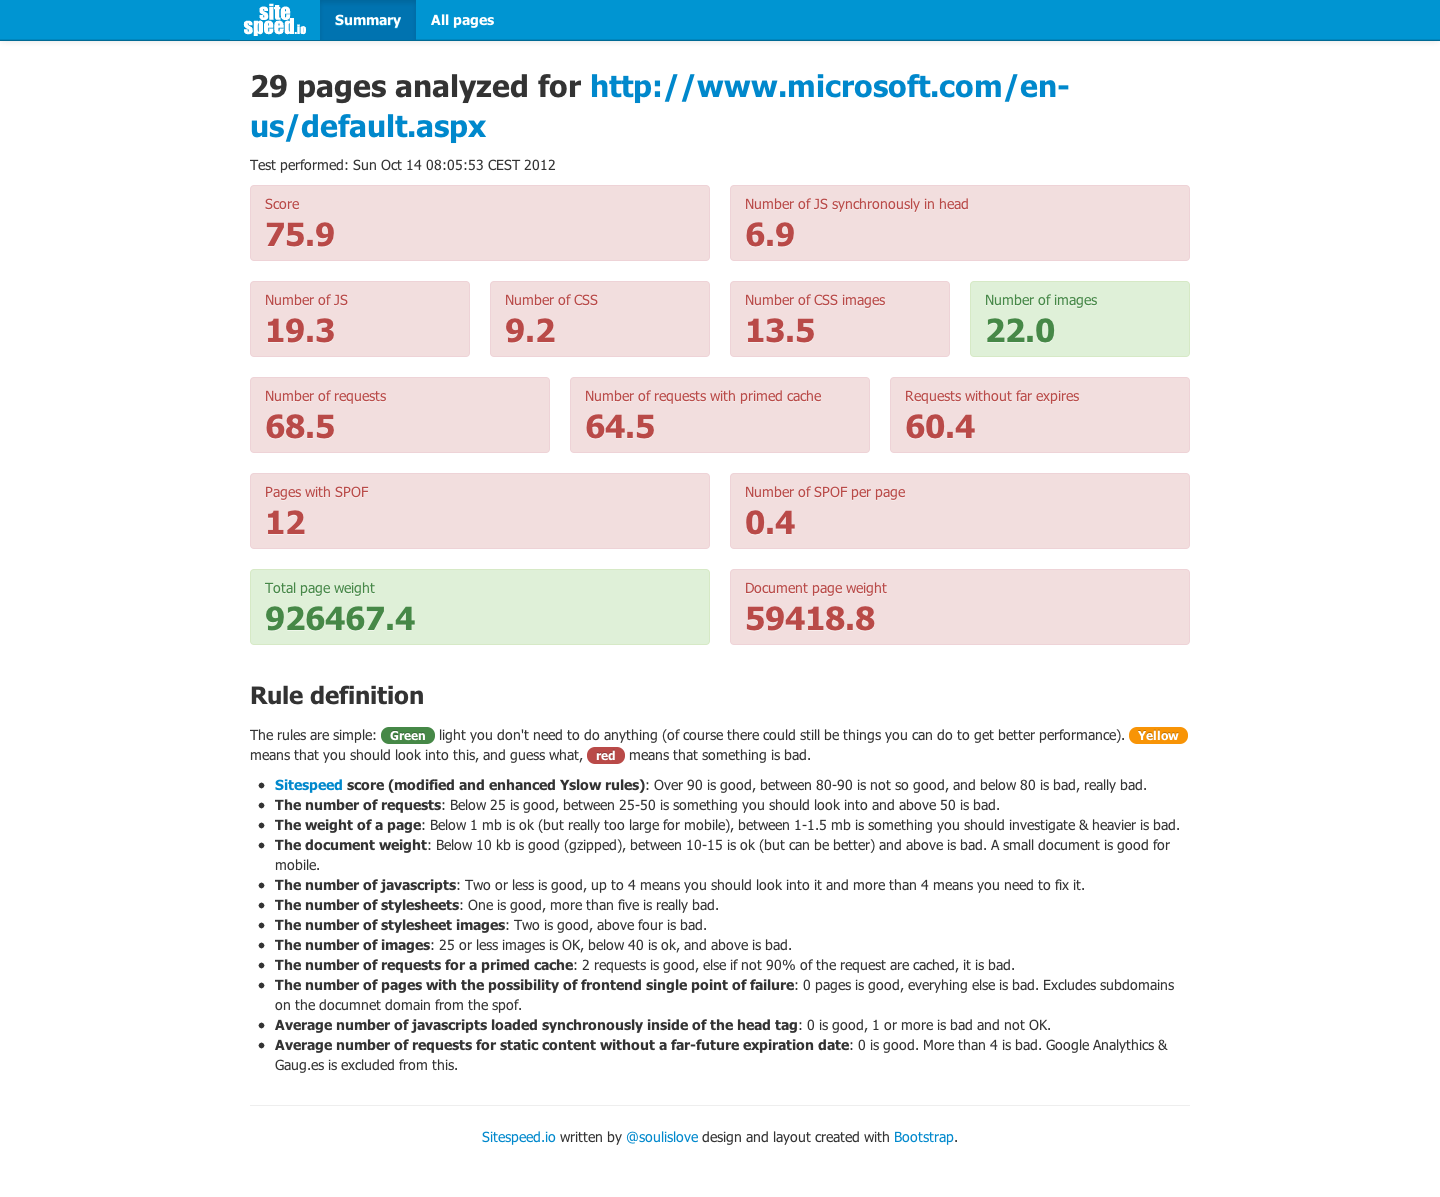 site
speed.io
Summary
All pages
29 pages analyzed for http://www.microsoft.com/en-
us/default.aspx
Test performed: Sun Oct 14 08:05:53 CEST 2012
Score
75.9
Number of JS synchronously in head
6.9
Number of JS
19.3
Number of CSS
9.2
Number of CSS images
13.5
Number of images
22.0
Number of requests
68.5
Number of requests with primed cache
64.5
Requests without far expires
60.4
Pages with SPOF
12
Number of SPOF per page
0.4
Total page weight
926467.4
Document page weight
59418.8
Rule definition
The rules are simple: Green light you don't need to do anything (of course there could still be things you can do to get better performance). Yellow
means that you should look into this, and guess what, red means that something is bad.
• Sitespeed score (modified and enhanced Yslow rules): Over 90 is good, between 80-90 is not so good, and below 80 is bad, really bad.
• The number of requests: Below 25 is good, between 25-50 is something you should look into and above 50 is bad.
• The weight of a page: Below 1 mb is ok (but really too large for mobile), between 1-1.5 mb is something you should investigate & heavier is bad.
• The document weight: Below 10 kb is good (gzipped), between 10-15 is ok (but can be better) and above is bad. A small document is good for
mobile.
• The number of javascripts: Two or less is good, up to 4 means you should look into it and more than 4 means you need to fix it.
• The number of stylesheets: One is good, more than five is really bad.
• The number of stylesheet images: Two is good, above four is bad.
• The number of images: 25 or less images is OK, below 40 is ok, and above is bad.
• The number of requests for a primed cache: 2 requests is good, else if not 90% of the request are cached, it is bad.
• The number of pages with the possibility of frontend single point of failure: 0 pages is good, everyhing else is bad. Excludes subdomains
on the documnet domain from the spof.
• Average number of javascripts loaded synchronously inside of the head tag: 0 is good, 1 or more is bad and not OK.
• Average number of requests for static content without a far-future expiration date: 0 is good. More than 4 is bad. Google Analythics &
Gaug.es is excluded from this.
Sitespeed.io written by @soulislove design and layout created with Bootstrap.